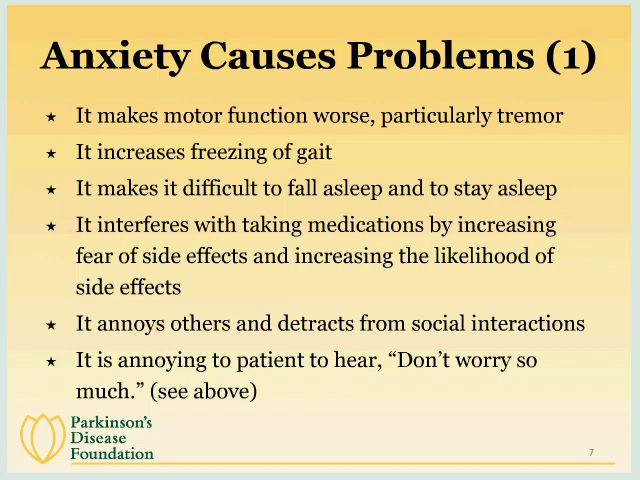 Anxiety Causes Problems (1)
★ It makes motor function worse, particularly tremor
★ It increases freezing of gait
★ It makes it difficult to fall asleep and to stay asleep
★ It interferes with taking medications by increasing
fear of side effects and increasing the likelihood of
side effects
★ It annoys others and detracts from social interactions
★ It is annoying to patient to hear, “Don’t worry so
much.” (see above)
Parkinson’s
Disease
Foundation
7